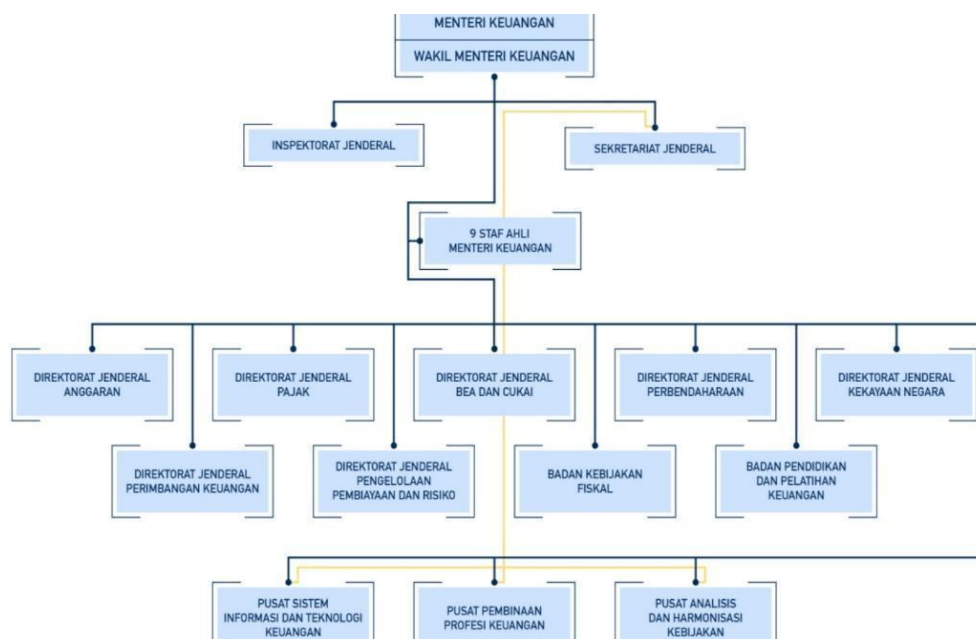 MENTERI KEUANGAN
WAKIL MENTERI KEUANGAN
INSPEKTORAT JENDERAL
SEKRETARIAT JENDERAL
9 STAF AHLI
MENTERI KEUANGAN
DIREKTORAT JENDERAL
ANGGARAN
DIREKTORAT JENDERAL
PAJAK
DIREKTORAT JENDERAL
BEA DAN CUKAI
DIREKTORAT JENDERAL
PERBENDAHARAAN
DIREKTORAT JENDERAL
KEKAYAAN NEGARA
DIREKTORAT JENDERAL
PERIMBANGAN KEUANGAN
DIREKTORAT JENDERAL
PENGELOLAAN
PEMBIAYAAN DAN RISIKO
BADAN KEBIJAKAN
FISKAL
BADAN PENDIDIKAN
DAN PELATIHAN
KEUANGAN
PUSAT SISTEM
INFORMASI DAN TEKNOLOGI
KEUANGAN
PUSAT PEMBINAAN
PROFESI KEUANGAN
PUSAT ANALISIS
DAN HARMONISASI
KEBIJAKAN